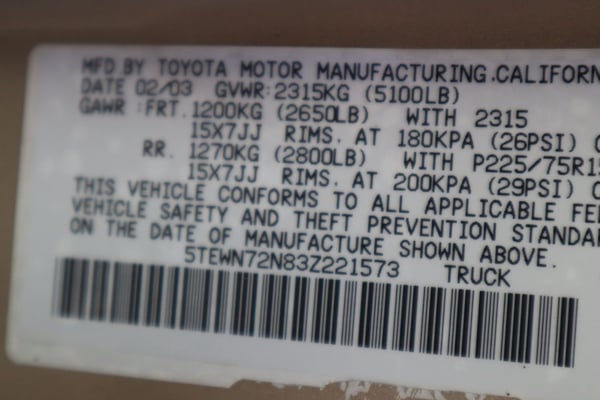 MFD BY TOYOTA MOTOR MANUFACTURING.CALIFORN
DATE 02/03 GVWR:2315KG (5100LB)
GAWR :FRT. 1200KG (2650LB) WITH 2315
15X7JJ RIMS. AT 180KPA (26PSI) C
RR. 1270KG (2800LB) WITH P225/75R15
15X7JJ RIMS. AT 200KPA (29PSI) C
THIS VEHICLE CONFORMS TO ALL APPLICABLE FE
VEHICLE SAFETY AND THEFT PREVENTION STANDA
ON THE DATE OF MANUFACTURE SHOWN ABOVE.
5TEWN72N83Z221573 TRUCK